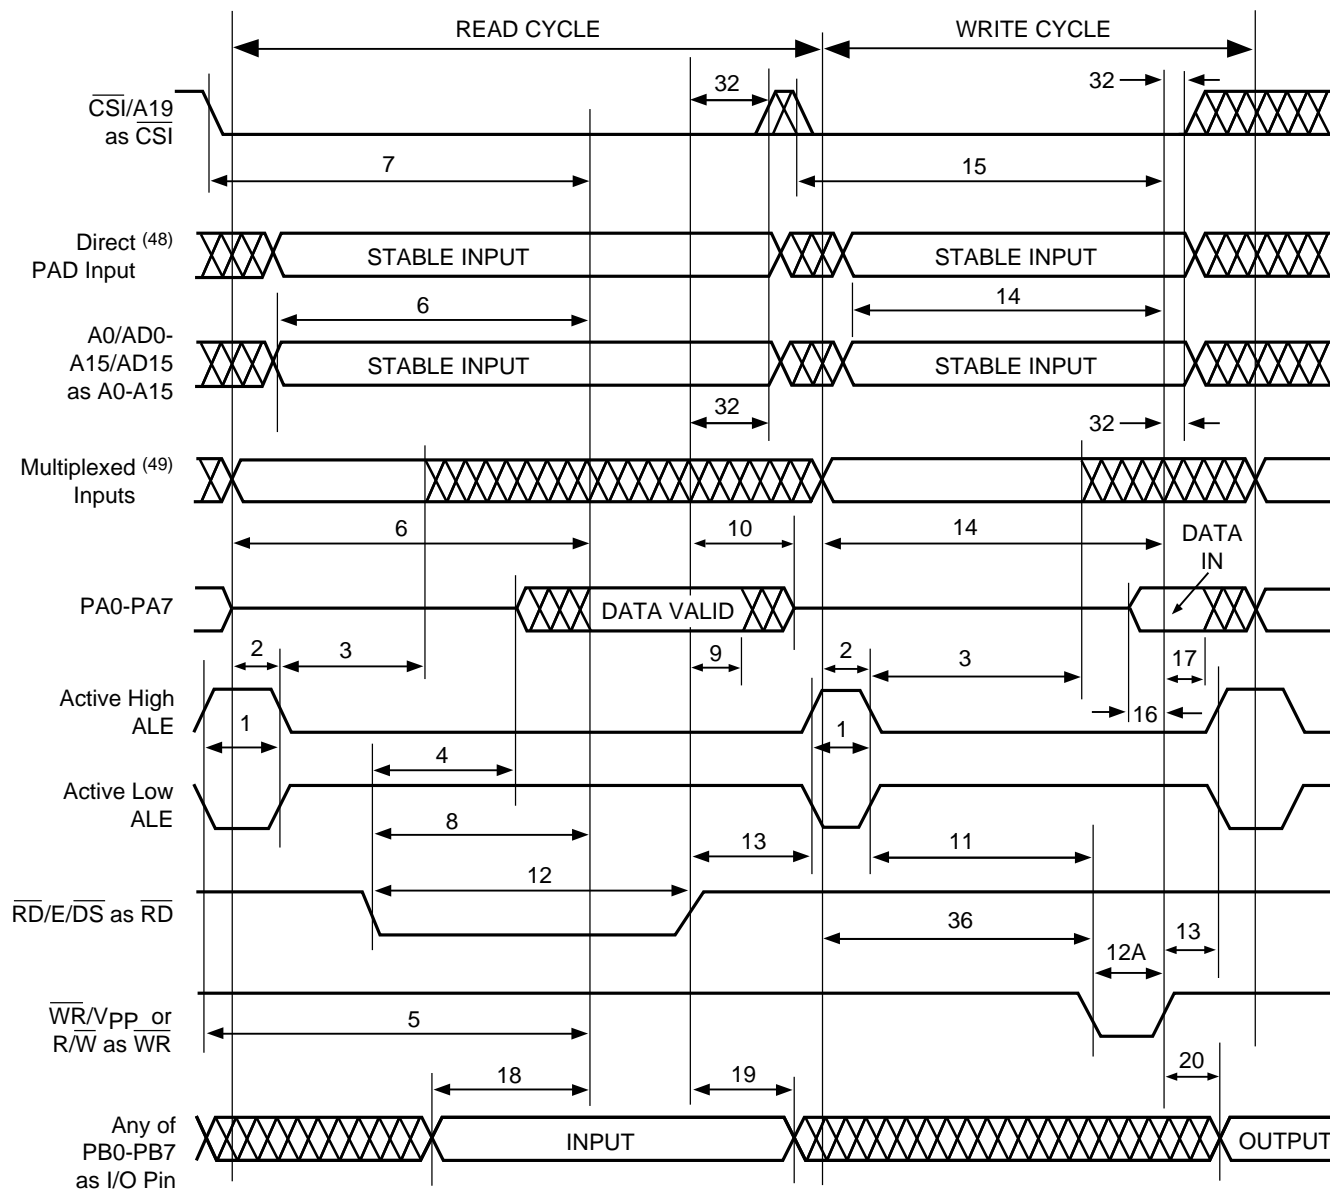 READ CYCLE
WRITE CYCLE
32
32
CSI/A19
as CSI
7
15
Direct (48)
PAD Input
STABLE INPUT
STABLE INPUT
6
14
A0/AD0-
A15/AD15
as A0-A15
STABLE INPUT
STABLE INPUT
32
32
Multiplexed (49)
Inputs
6
10
14
DATA
IN
PA0-PA7
DATA VALID
2
3
9
2
3
17
Active High
ALE
1
1
16
4
Active Low
ALE
8
13
11
12
RD/E/DS as RD
36
13
12A
WR/VPP or
R/W as WR
5
18
19
20
Any of
PB0-PB7
as I/O Pin
INPUT
OUTPUT